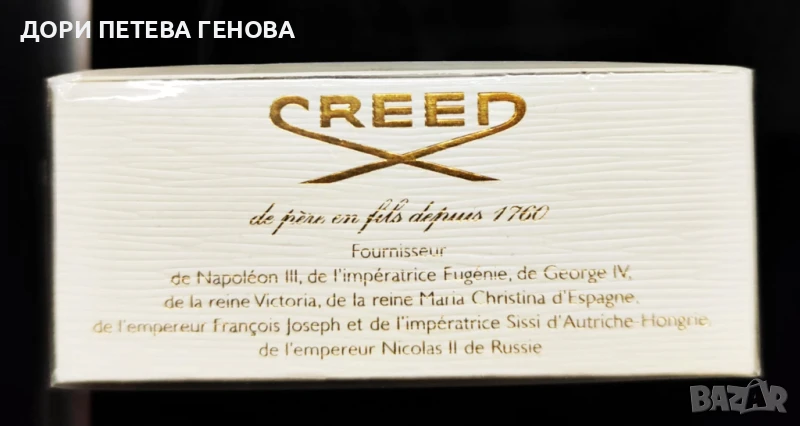 ДОРИ ПЕТЕВА ГЕНОВА
CREED
de père en fils depuis 1760
Fournisseur
de Napoléon III, de l'impératrice Eugénie, de George IV,
de la reine Victoria, de la reine Maria Christina d'Espagne,
de l'empereur François Joseph et de l'impératrice Sissi d'Autriche-Hongrie,
de l'empereur Nicolas II de Russie
BAZAR